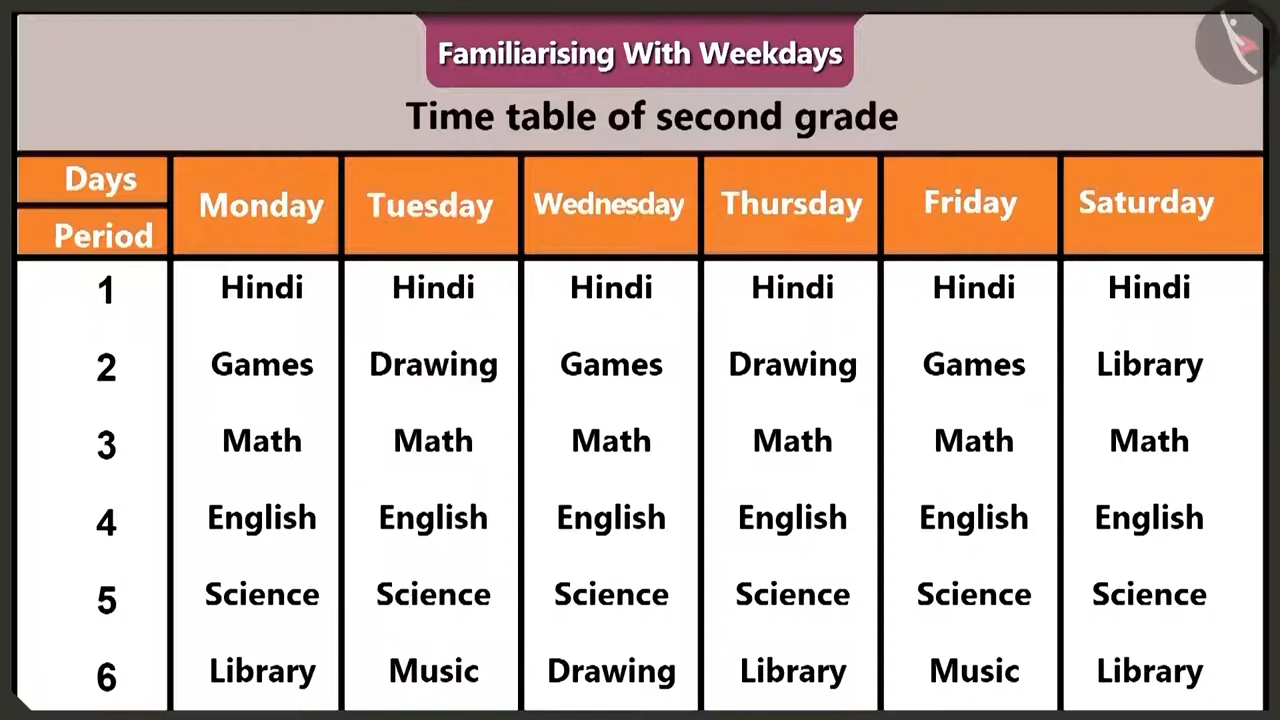 Familiarising With Weekdays
Time table of second grade
Days
Period
Monday Tuesday Wednesday Thursday Friday Saturday
1 Hindi Hindi Hindi Hindi Hindi Hindi
2 Games Drawing Games Drawing Games Library
3 Math Math Math Math Math Math
4 English English English English English English
5 Science Science Science Science Science Science
6 Library Music Drawing Library Music Library